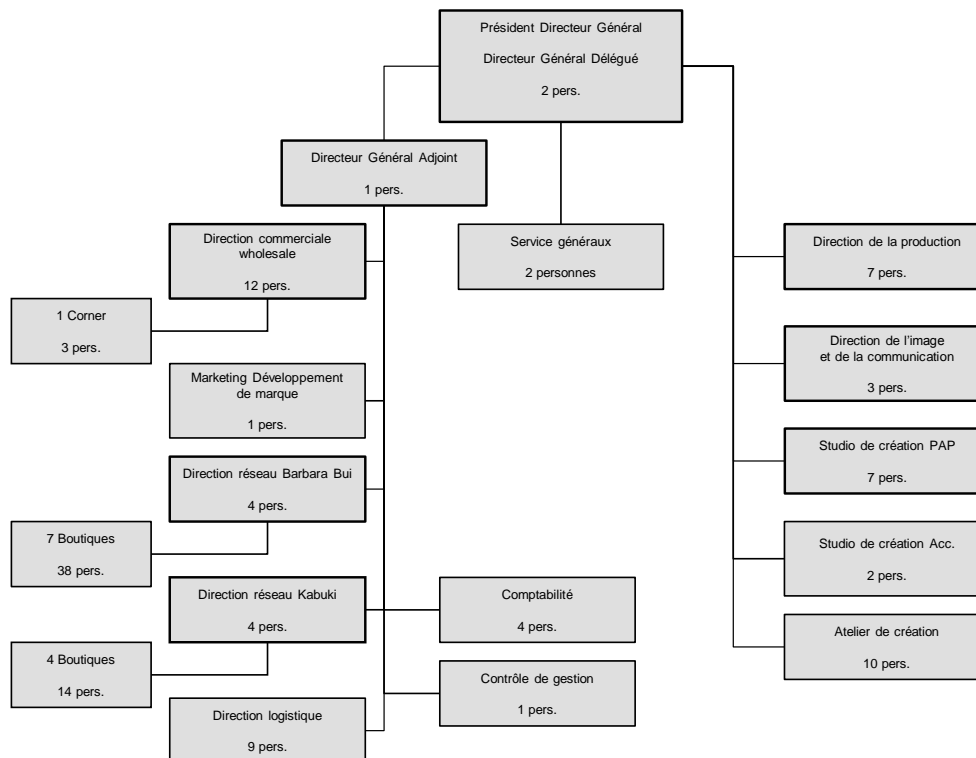 Président Directeur Général
Directeur Général Délégué
2 pers.
Directeur Général Adjoint
1 pers.
Direction commerciale
wholesale
12 pers.
Service généraux
2 personnes
Direction de la production
7 pers.
1 Corner
3 pers.
Direction de l'image
et de la communication
3 pers.
Marketing Développement
de marque
1 pers.
Studio de création PAP
7 pers.
Direction réseau Barbara Bui
4 pers.
7 Boutiques
38 pers.
Studio de création Acc.
2 pers.
Direction réseau Kabuki
4 pers.
Comptabilité
4 pers.
Atelier de création
10 pers.
4 Boutiques
14 pers.
Contrôle de gestion
1 pers.
Direction logistique
9 pers.